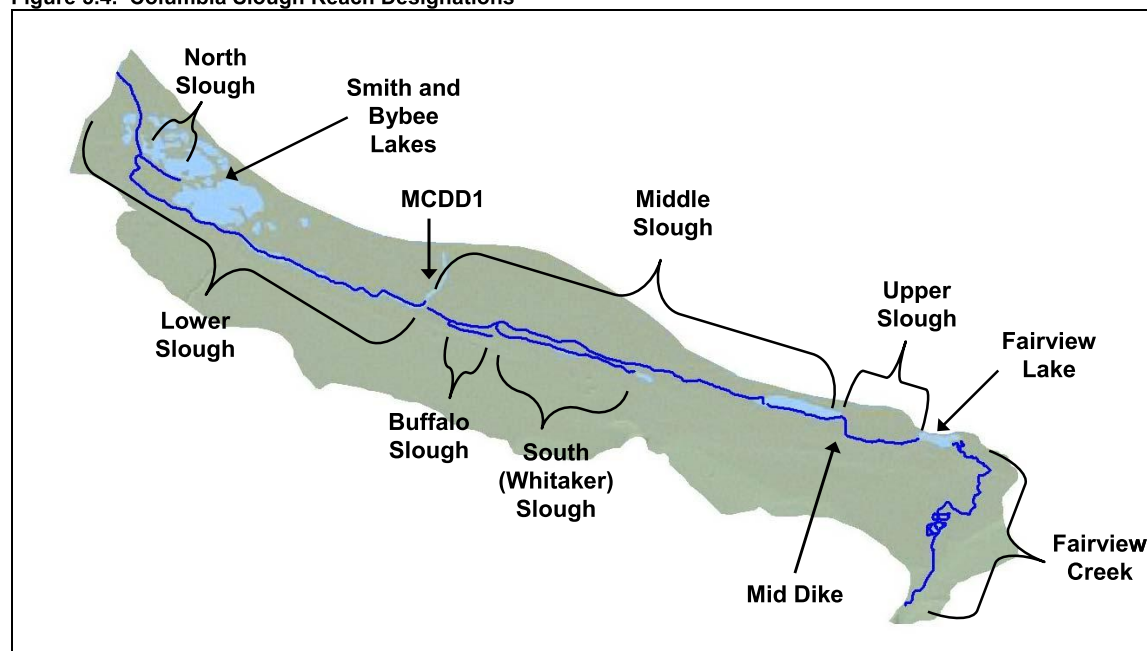 Figure 3.4. Columbia Slough Reach Designations
North
Slough
Smith and
Bybee
Lakes
MCDD1
Middle
Slough
Upper
Slough
Fairview
Lake
Lower
Slough
Buffalo
Slough
South
(Whitaker)
Slough
Mid Dike
Fairview
Creek